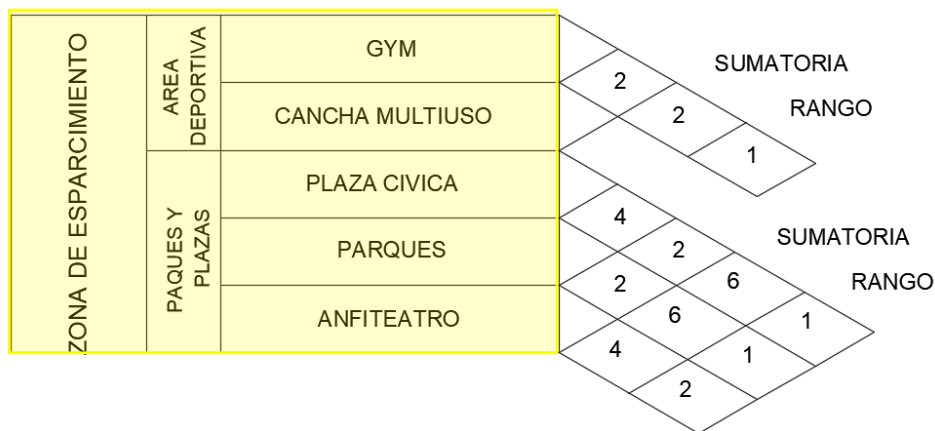 ZONA DE ESPARCIMIENTO
AREA
DEPORTIVA
GYM
CANCHA MULTIUSO
2
2
1
SUMATORIA
RANGO
PAQUES Y
PLAZAS
PLAZA CIVICA
PARQUES
ANFITEATRO
4
2
2
6
6
1
4
1
2
SUMATORIA
RANGO